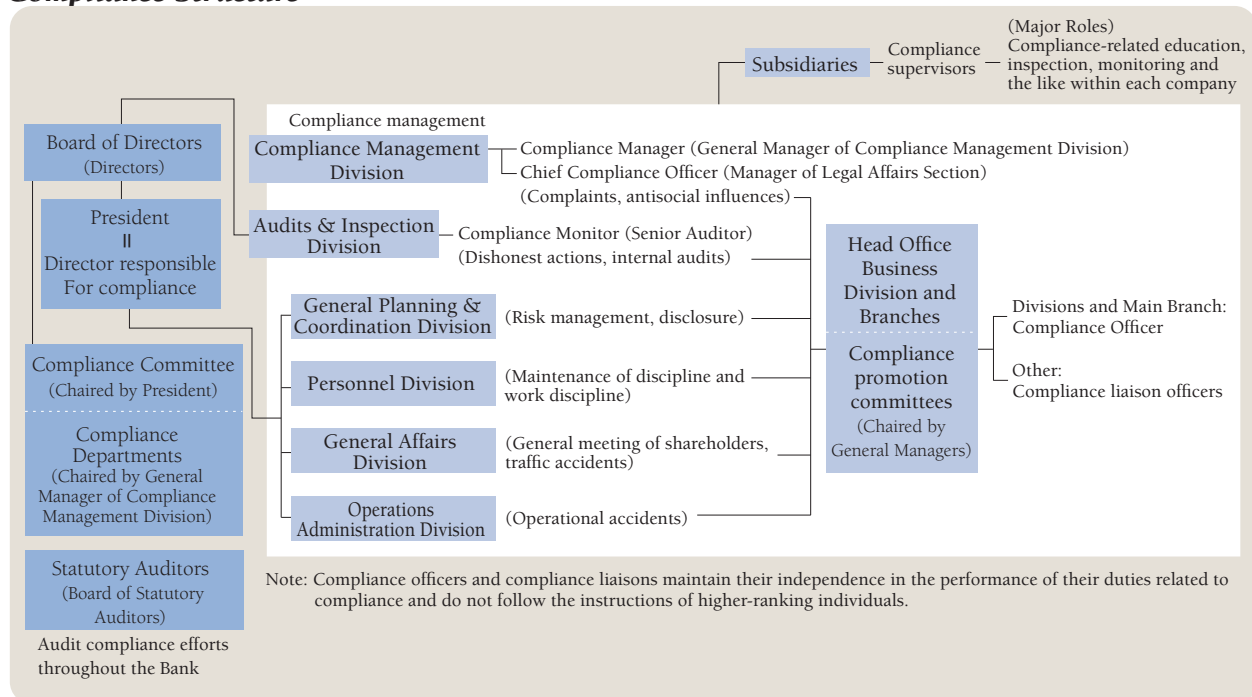 Compliance Structure
Subsidiaries
Compliance
supervisors
(Major Roles)
Compliance-related education,
inspection, monitoring and
the like within each company
Board of Directors
(Directors)
President
=
Director responsible
For compliance
Compliance Committee
(Chaired by President)
Compliance
Departments
(Chaired by General
Manager of Compliance
Management Division)
Statutory Auditors
(Board of Statutory
Auditors)
Audit compliance efforts
throughout the Bank
Compliance management
Compliance Management
Division
Compliance Manager (General Manager of Compliance Management Division)
Chief Compliance Officer (Manager of Legal Affairs Section)
(Complaints, antisocial influences)
Audits & Inspection
Division
Compliance Monitor (Senior Auditor)
(Dishonest actions, internal audits)
General Planning &
Coordination Division
(Risk management, disclosure)
Personnel Division
(Maintenance of discipline and
work discipline)
General Affairs
Division
(General meeting of shareholders,
traffic accidents)
Operations
Administration Division
(Operational accidents)
Head Office
Business
Division and
Branches
Compliance
promotion
committees
(Chaired by
General Managers)
Divisions and Main Branch:
Compliance Officer
Other:
Compliance liaison officers
Note: Compliance officers and compliance liaisons maintain their independence in the performance of their duties related to
compliance and do not follow the instructions of higher-ranking individuals.